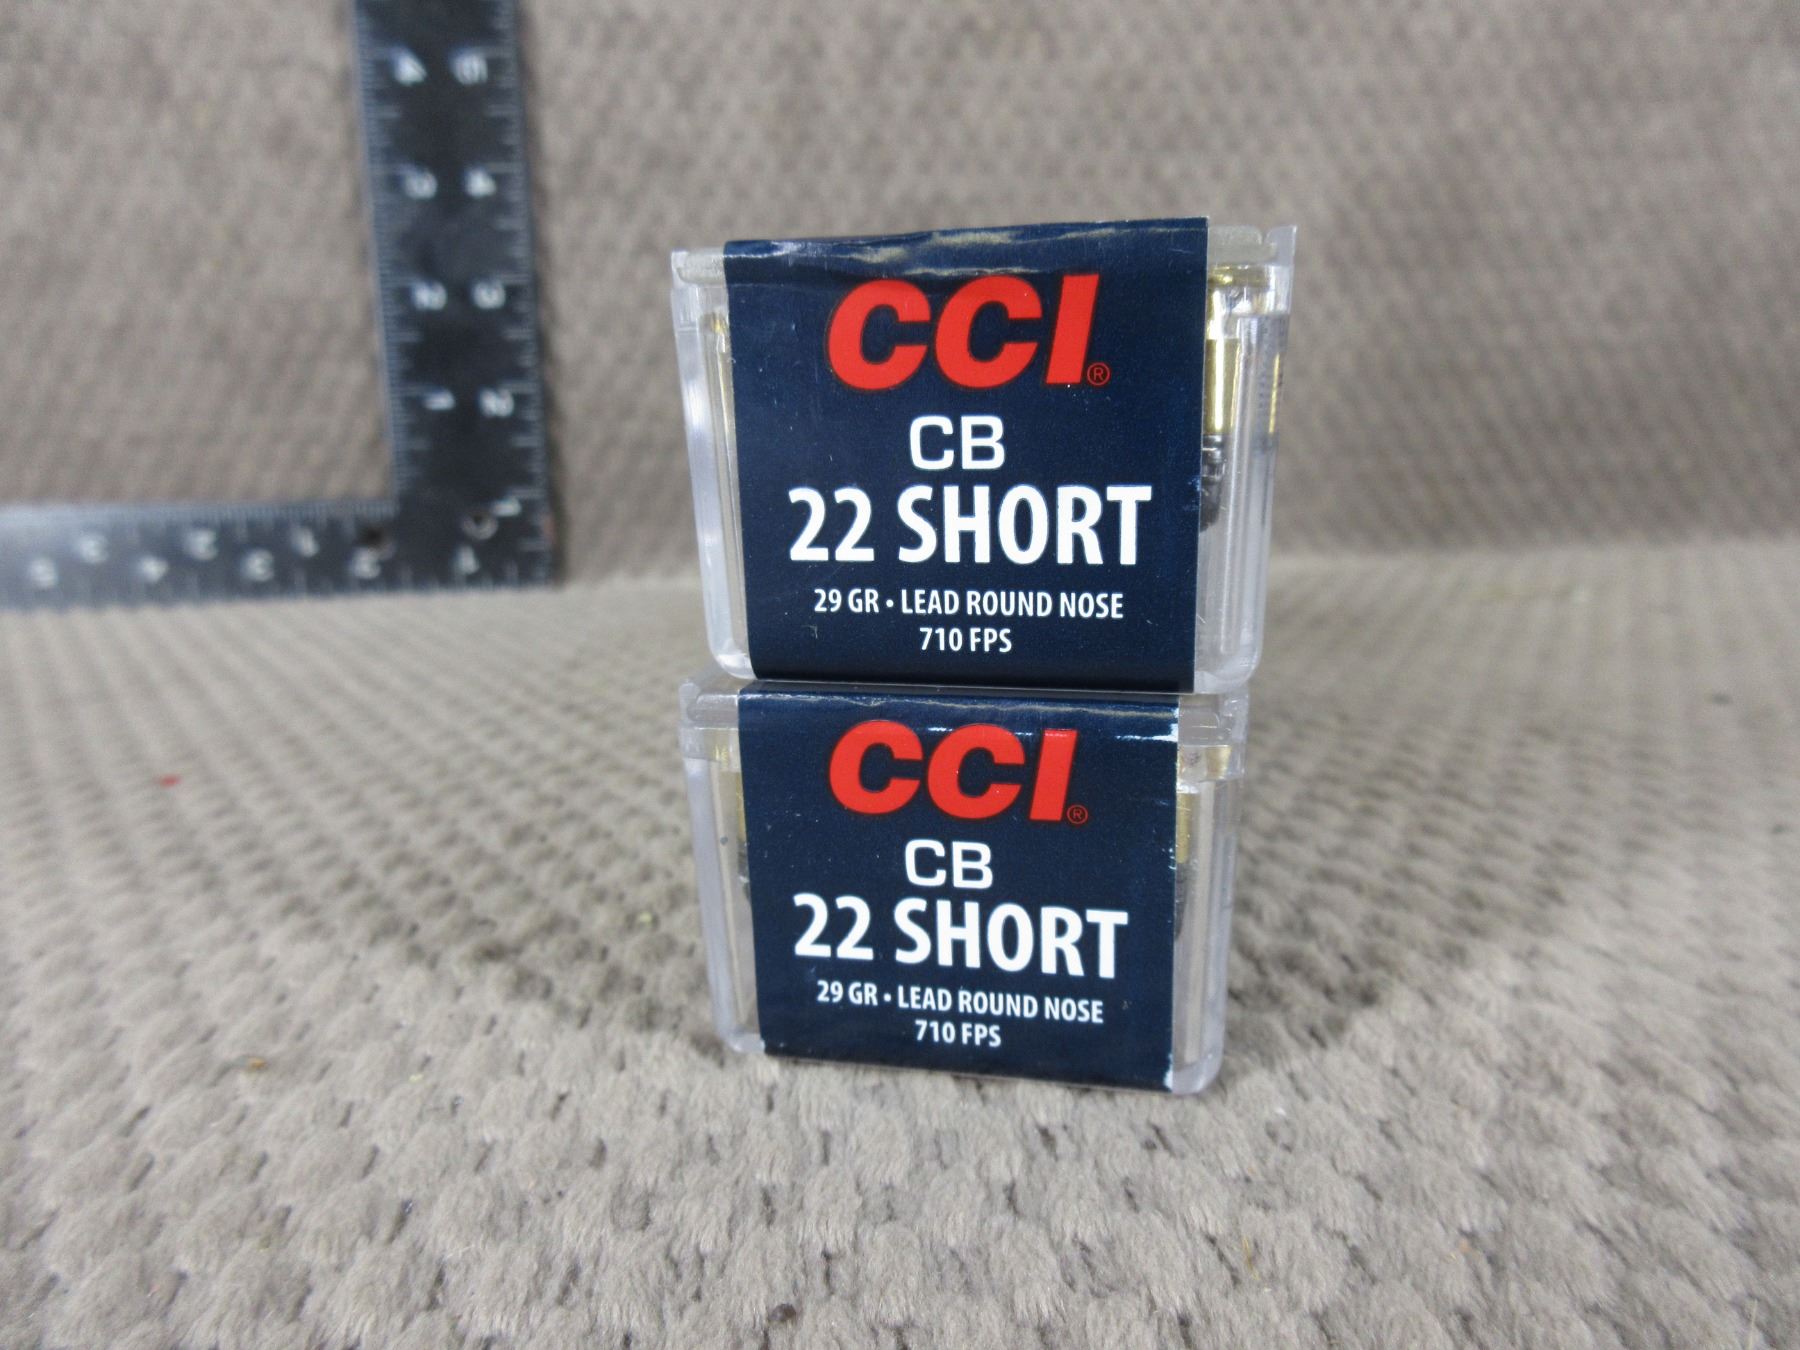 CCI®
CB
22 SHORT
29 GR • LEAD ROUND NOSE
710 FPS
CCI®
CB
22 SHORT
29 GR • LEAD ROUND NOSE
710 FPS